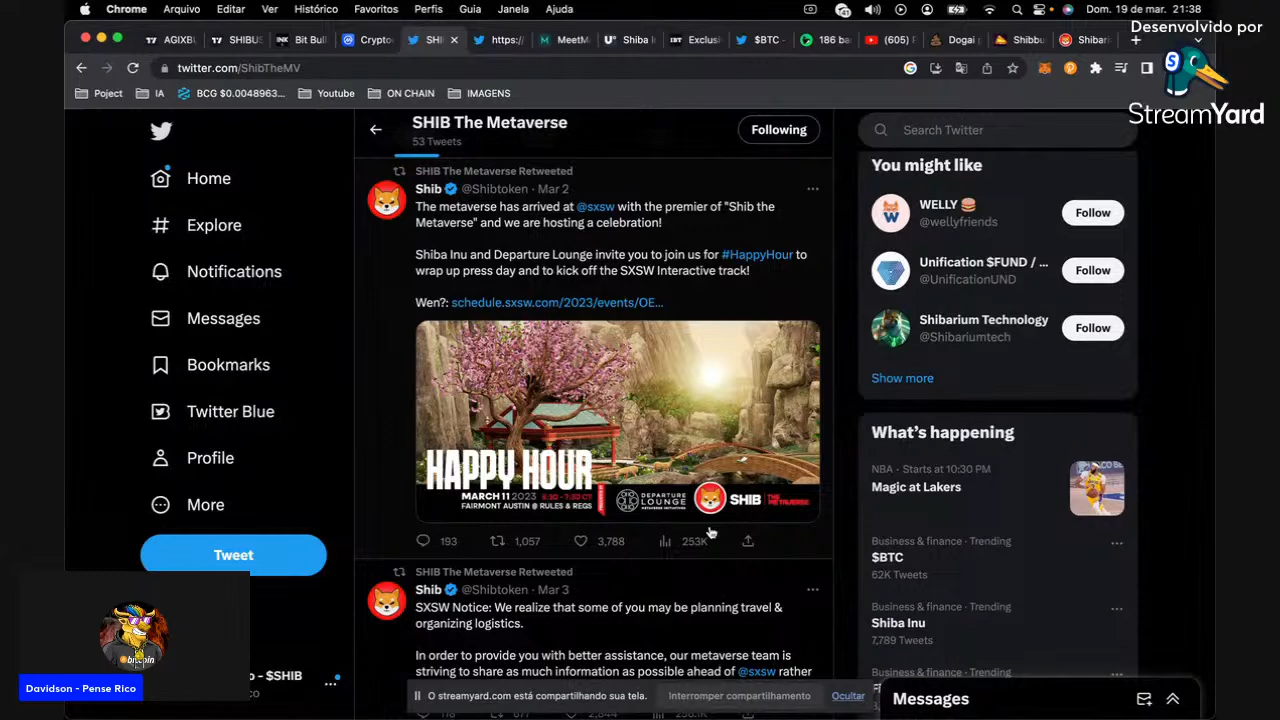 Chrome Arquivo Editar Ver Histórico Favoritos Perfis Guia Janela Ajuda
41
Dom. 19 de mar. 21:38
Desenvolvido por
StreamYard
AGIXBU
SHIBUS
Bit Bull
Crypto
SHI
https:/
MeetM
Shiba I
Exclus
$BTC -
186 ba
(605)
Dogai
Shibbu
Shibari
twitter.com/ShibTheMV
Poject
IA
BCG $0.0048963...
Youtube
ON CHAIN
IMAGENS
Home
Explore
Notifications
Messages
Bookmarks
Twitter Blue
Profile
More
Tweet
- $SHIB
Davidson - Pense Rico
SHIB The Metaverse
53 Tweets
Following
SHIB The Metaverse Retweeted
Shib @Shibtoken · Mar 2
The metaverse has arrived at @sxsw with the premier of "Shib the
Metaverse" and we are hosting a celebration!
Shiba Inu and Departure Lounge invite you to join us for #HappyHour to
wrap up press day and to kick off the SXSW Interactive track!
Wen?: schedule.sxsw.com/2023/events/OE...
HAPPY HOUR
MARCH 11 2023
FAIRMONT AUSTIN @ RULES & REGS
DEPARTURE
LOUNGE
SHIB
THE METAVERSE
193
1,057
3,788
253K
SHIB The Metaverse Retweeted
Shib @Shibtoken · Mar 3
SXSW Notice: We realize that some of you may be planning travel &
organizing logistics.
In order to provide you with better assistance, our metaverse team is
striving to share as much information as possible ahead of @sxsw rather
O streamyard.com está compartilhando sua tela.
Interromper compartilhamento
Ocultar
Search Twitter
You might like
WELLY
@wellyfriends
Follow
Unification $FUND / ...
@UnificationUND
Follow
Shibarium Technology
@Shibariumtech
Follow
Show more
What's happening
NBA · Starts at 10:30 PM
Magic at Lakers
Business & finance · Trending
$BTC
62K Tweets
Business & finance · Trending
Shiba Inu
7,789 Tweets
Business & finance · Trending
Messages